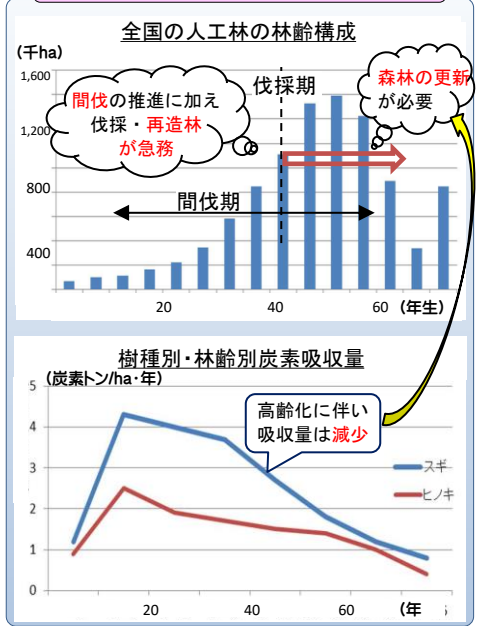 全国の人工林の林齢構成
(千ha)
1,600
1,200
800
400
間伐の推進に加え
伐採・再造林
が急務
伐採期
森林の更新
が必要
間伐期
20
40
60
(年生)
樹種別・林齢別炭素吸収量
(炭素トン/ha・年)
5
4
3
2
1
0
高齢化に伴い
吸収量は減少
スギ
ヒノキ
20
40
60
(年